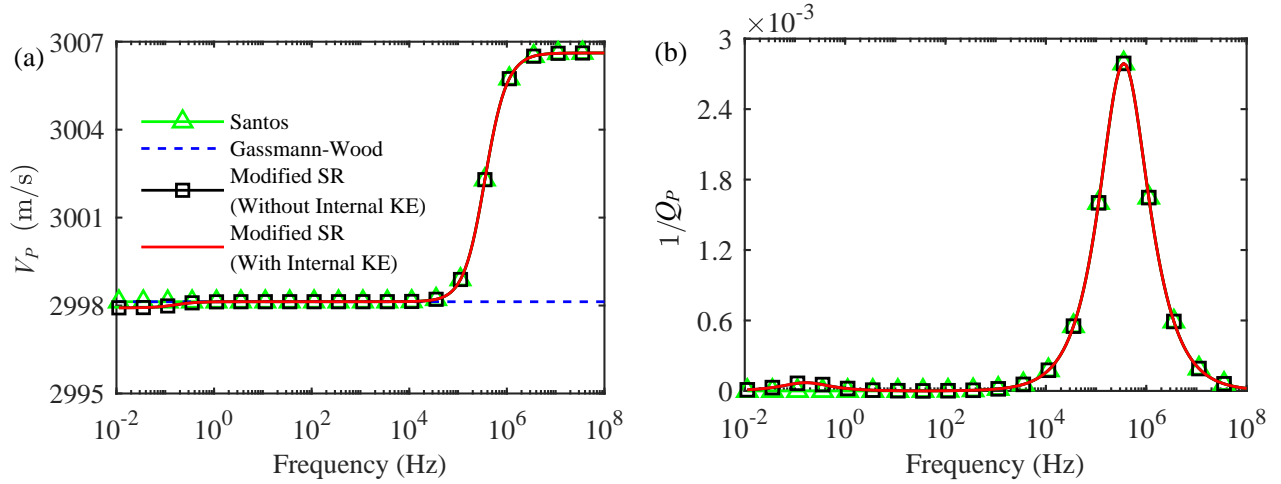 (a)
3007
3004
3001
2998
2995
V_P (m/s)
Santos
Gassmann-Wood
Modified SR
(Without Internal KE)
Modified SR
(With Internal KE)
10^-2 10^0 10^2 10^4 10^6 10^8
Frequency (Hz)
(b)
×10^-3
3
2.4
1.8
1.2
0.6
0
1/Q_P
10^-2 10^0 10^2 10^4 10^6 10^8
Frequency (Hz)